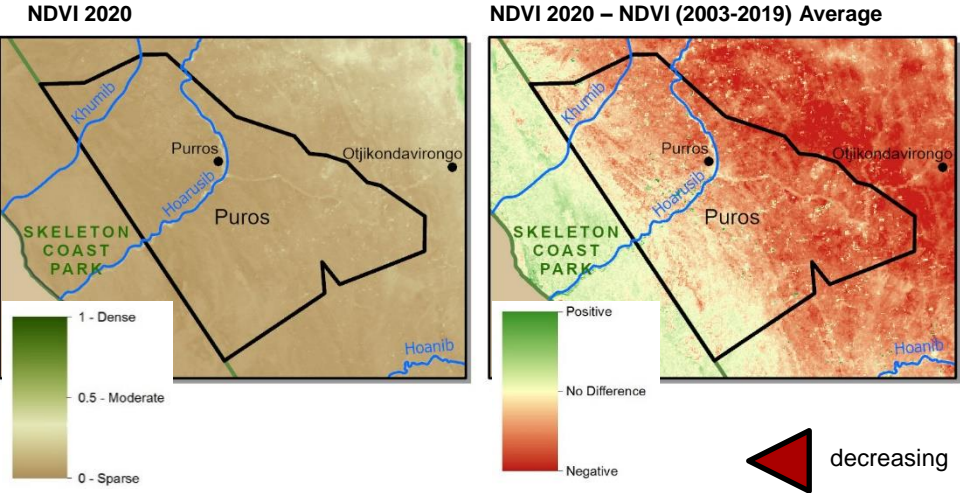 NDVI 2020
Khumib
Purros
Otjikondavirongo
Hoarusib
Puros
SKELETON
COAST
PARK
Hoanib
1 - Dense
0.5 - Moderate
0 - Sparse
NDVI 2020 – NDVI (2003-2019) Average
Khumib
Purros
Otjikondavirongo
Hoarusib
Puros
SKELETON
COAST
PARK
Hoanib
Positive
No Difference
Negative
decreasing